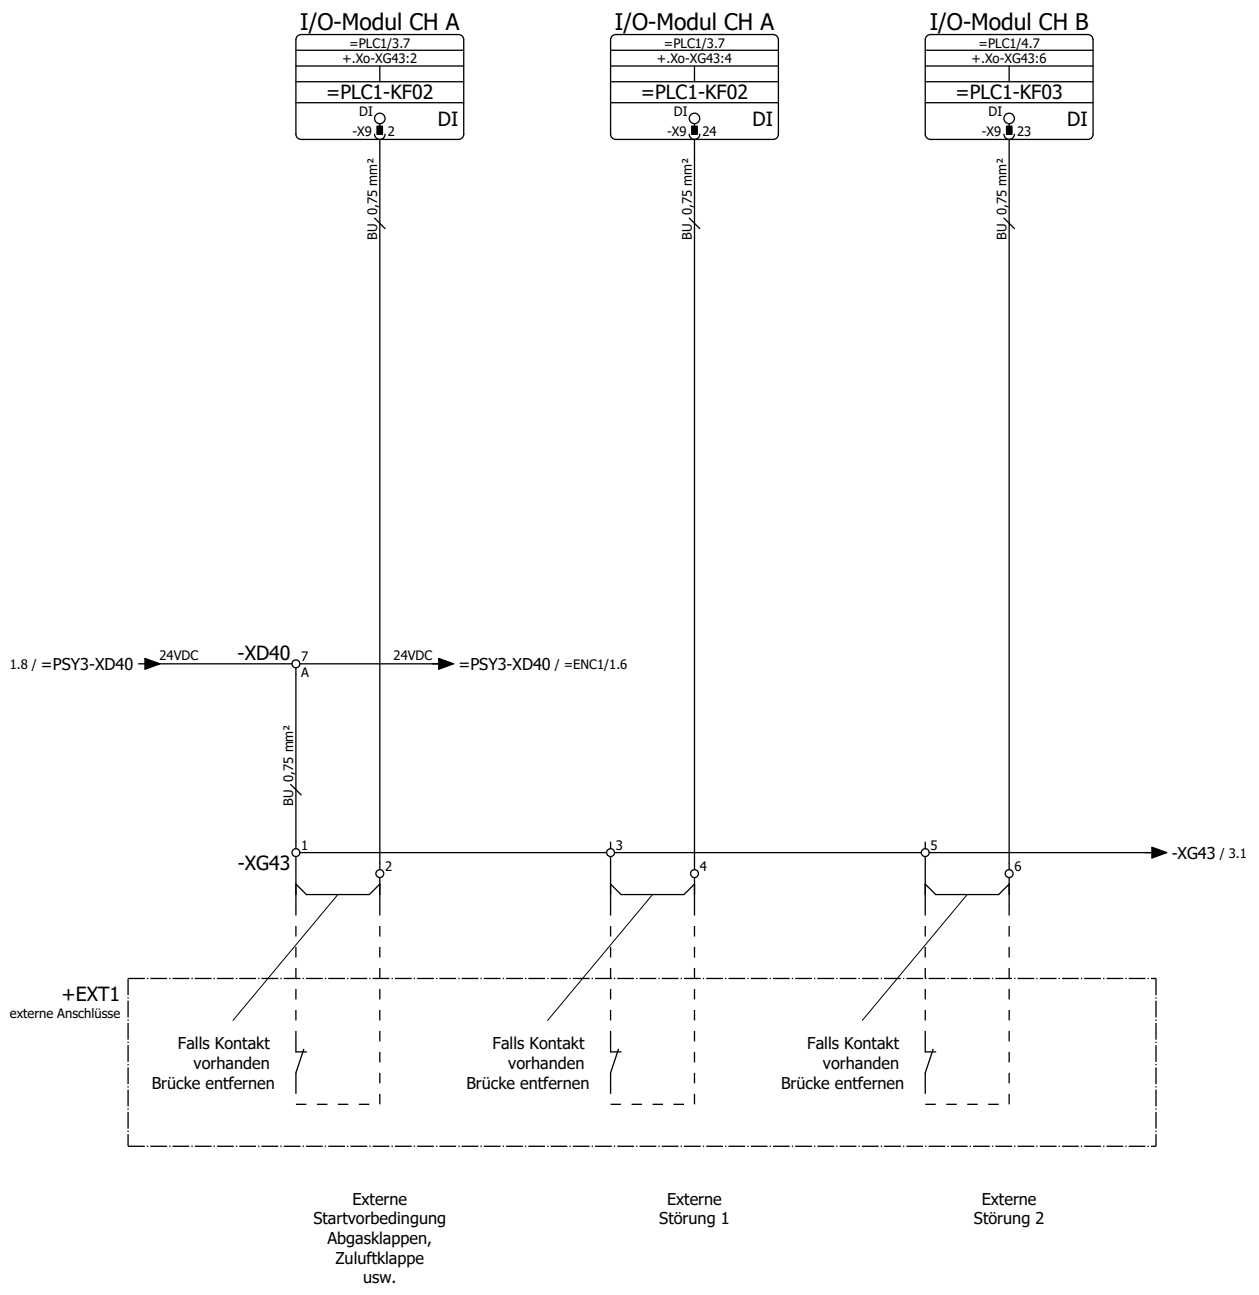 I/O-Modul CH A
=PLC1/3.7
+.Xo-XG43:2
=PLC1-KF02
DI
DI
-X9 2
BU, 0,75 mm²
I/O-Modul CH A
=PLC1/3.7
+.Xo-XG43:4
=PLC1-KF02
DI
DI
-X9 24
BU, 0,75 mm²
I/O-Modul CH B
=PLC1/4.7
+.Xo-XG43:6
=PLC1-KF03
DI
DI
-X9 23
BU, 0,75 mm²
1.8 / =PSY3-XD40
24VDC
-XD40
7
A
24VDC
=PSY3-XD40 / =ENC1/1.6
BU, 0,75 mm²
-XG43
1
2
3
4
5
6
-XG43 / 3.1
+EXT1
externe Anschlüsse
Falls Kontakt
vorhanden
Brücke entfernen
Falls Kontakt
vorhanden
Brücke entfernen
Falls Kontakt
vorhanden
Brücke entfernen
Externe
Startvorbedingung
Abgasklappen,
Zuluftklappe
usw.
Externe
Störung 1
Externe
Störung 2